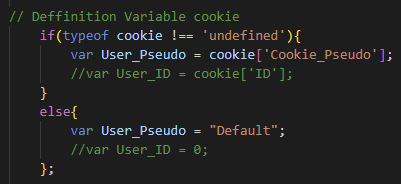 // Deffinition Variable cookie
if(typeof cookie !== 'undefined'){
var User_Pseudo = cookie['Cookie_Pseudo'];
//var User_ID = cookie['ID'];
}
else{
var User_Pseudo = "Default";
//var User_ID = 0;
};